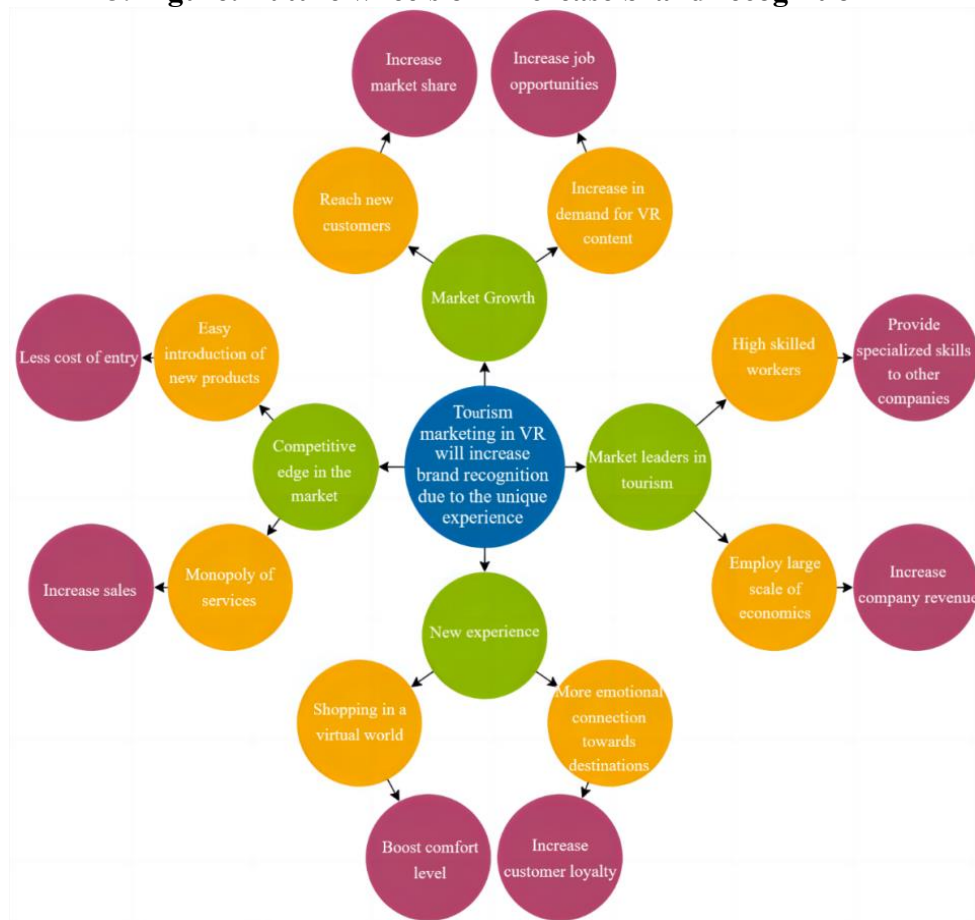 Increase
market share
Increase job
opportunities
Reach new
customers
Increase in
demand for VR
content
Market Growth
Less cost of entry
Easy
introduction of
new products
High skilled
workers
Provide
specialized skills
to other
companies
Competitive
edge in the
market
Tourism
marketing in VR
will increase
brand recognition
due to the unique
experience
Market leaders in
tourism
Increase sales
Monopoly of
services
Employ large
scale of
economics
Increase
company revenue
New experience
Shopping in a
virtual world
More emotional
connection
towards
destinations
Boost comfort
level
Increase
customer loyalty